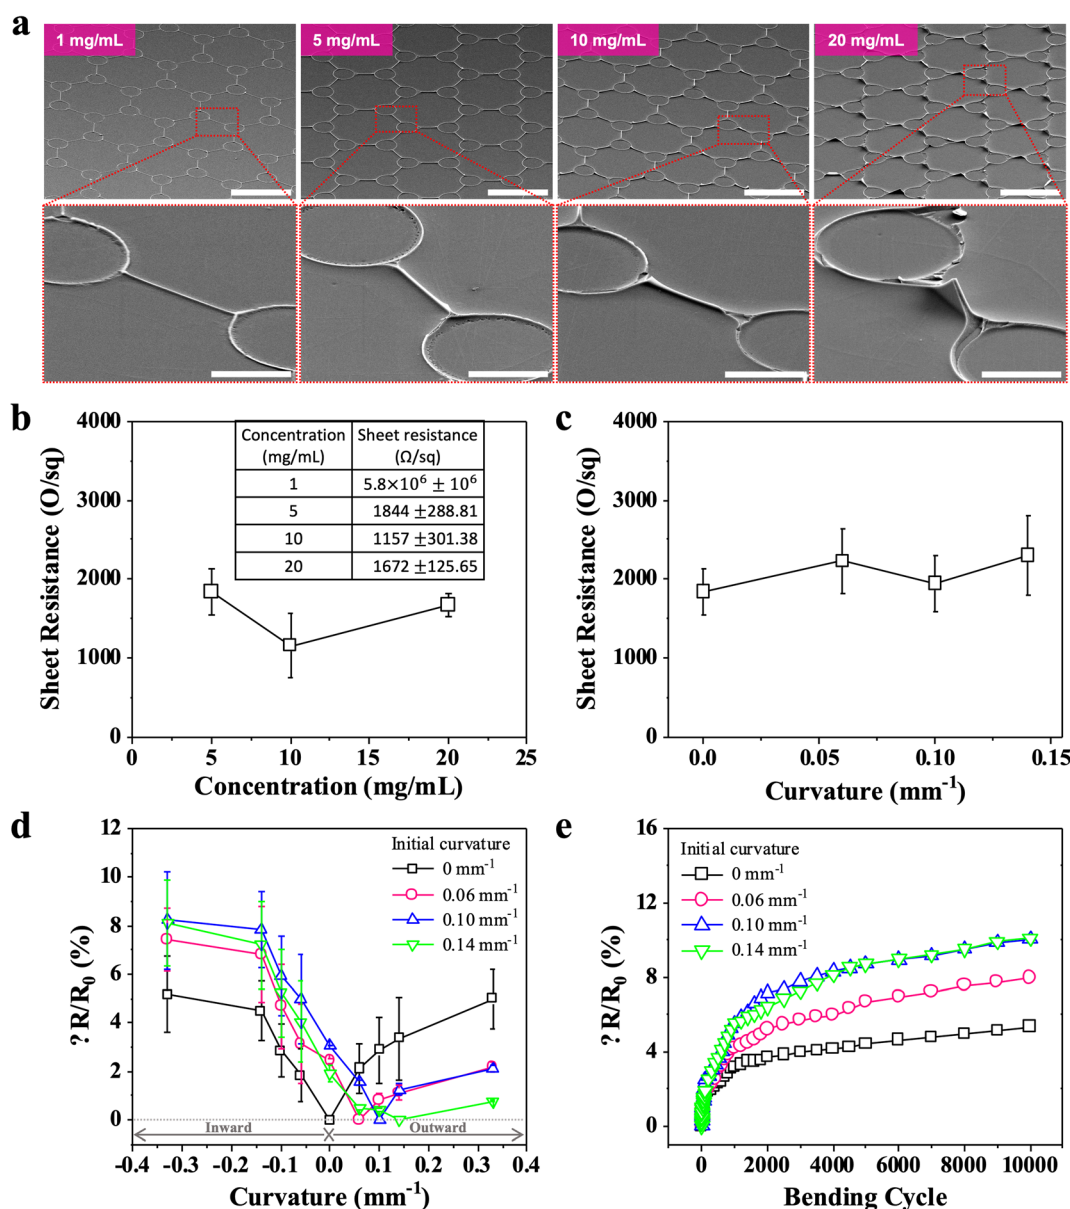 a
1 mg/mL
5 mg/mL
10 mg/mL
20 mg/mL
b
Sheet Resistance (O/sq)
4000
3000
2000
1000
0
Concentration (mg/mL) Sheet resistance (Ω/sq)
1 5.8×10⁶ ± 10⁶
5 1844 ±288.81
10 1157 ±301.38
20 1672 ±125.65
0 5 10 15 20 25
Concentration (mg/mL)
c
Sheet Resistance (O/sq)
4000
3000
2000
1000
0
0.0 0.05 0.10 0.15
Curvature (mm⁻¹)
d
? R/R₀ (%)
12
10
8
6
4
2
0
Initial curvature
0 mm⁻¹
0.06 mm⁻¹
0.10 mm⁻¹
0.14 mm⁻¹
Inward
Outward
-0.4 -0.3 -0.2 -0.1 0.0 0.1 0.2 0.3 0.4
Curvature (mm⁻¹)
e
? R/R₀ (%)
16
12
8
4
0
Initial curvature
0 mm⁻¹
0.06 mm⁻¹
0.10 mm⁻¹
0.14 mm⁻¹
0 2000 4000 6000 8000 10000
Bending Cycle